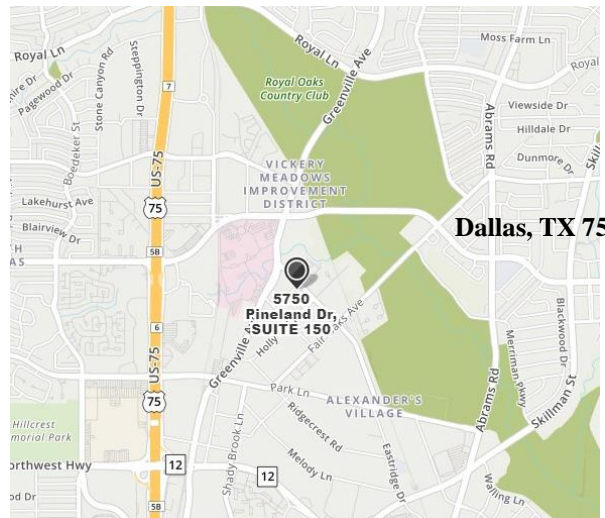 Royal Ln
Royal Ln
Moss Farm Ln
Royal
Steppington Dr
Stone Canyon Rd
Pagewood Dr
Boedeker St
7
Royal Oaks
Country Club
Greenville Ave
Abrams Rd
Viewside Dr
Hilldale Dr
Dunmore Dr
US-75
VICKERY
MEADOWS
IMPROVEMENT
DISTRICT
Lakehurst Ave
75
Blairview Dr
5B
Dallas, TX 75
5750
Pineland Dr,
SUITE 150
Holly
Fair Oaks Ave
Greenville
6
US-75
75
Park Ln
ALEXANDER'S
VILLAGE
Blackwood Dr
Merriman Pkwy
Abrams Rd
Skillman St
Hillcrest
morial Park
Shady Brook Ln
Ridgecrest Rd
Melody Ln
Eastridge Dr
orthwest Hwy
12
12
Walling Ln
od Dr
5B